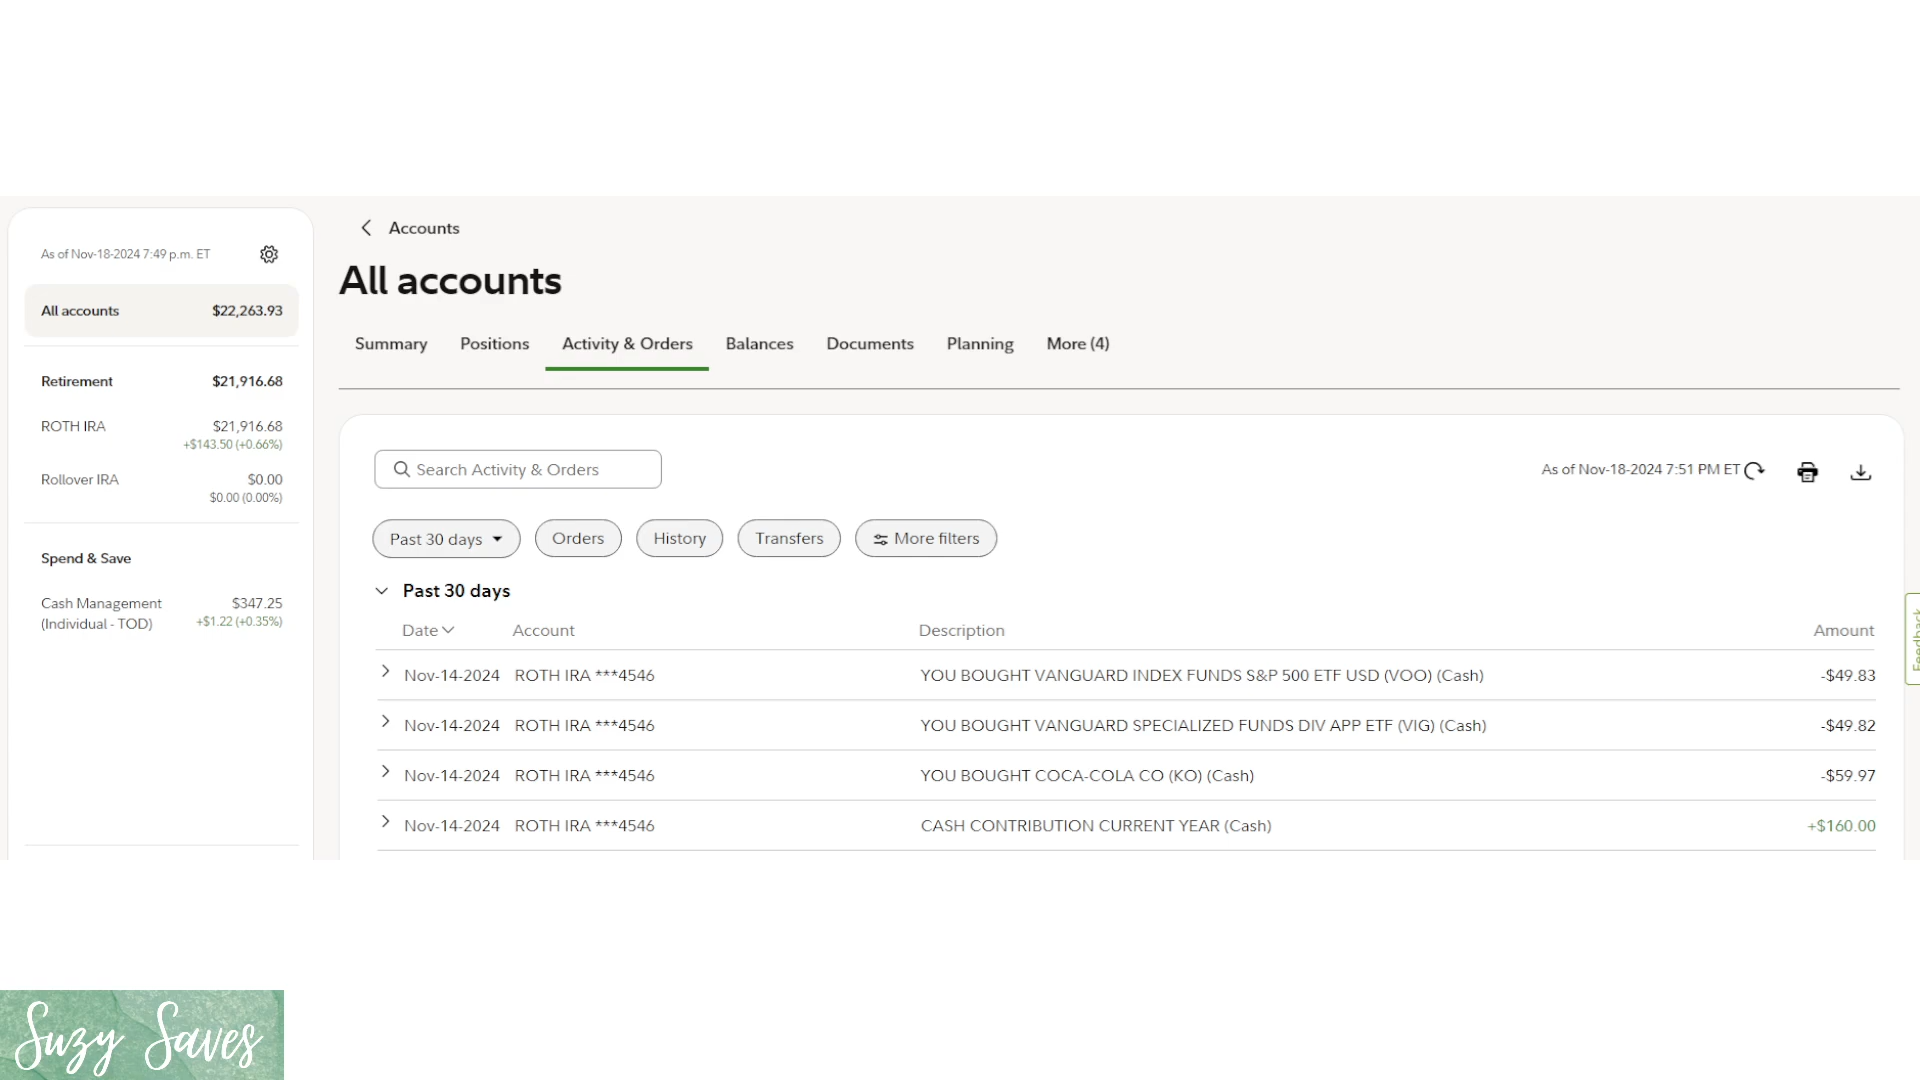 As of Nov-18-2024 7:49 p.m. ET
All accounts $22,263.93
Retirement $21,916.68
ROTH IRA $21,916.68
+$143.50 (+0.66%)
Rollover IRA $0.00
$0.00 (0.00%)
Spend & Save
Cash Management $347.25
(Individual - TOD) +$1.22 (+0.35%)
Accounts
All accounts
Summary Positions Activity & Orders Balances Documents Planning More (4)
Search Activity & Orders
As of Nov-18-2024 7:51 PM ET
Past 30 days Orders History Transfers More filters
Past 30 days
Date Account Description Amount
Nov-14-2024 ROTH IRA ***4546 YOU BOUGHT VANGUARD INDEX FUNDS S&P 500 ETF USD (VOO) (Cash) -$49.83
Nov-14-2024 ROTH IRA ***4546 YOU BOUGHT VANGUARD SPECIALIZED FUNDS DIV APP ETF (VIG) (Cash) -$49.82
Nov-14-2024 ROTH IRA ***4546 YOU BOUGHT COCA-COLA CO (KO) (Cash) -$59.97
Nov-14-2024 ROTH IRA ***4546 CASH CONTRIBUTION CURRENT YEAR (Cash) +$160.00
Feedback
Suzy Saves